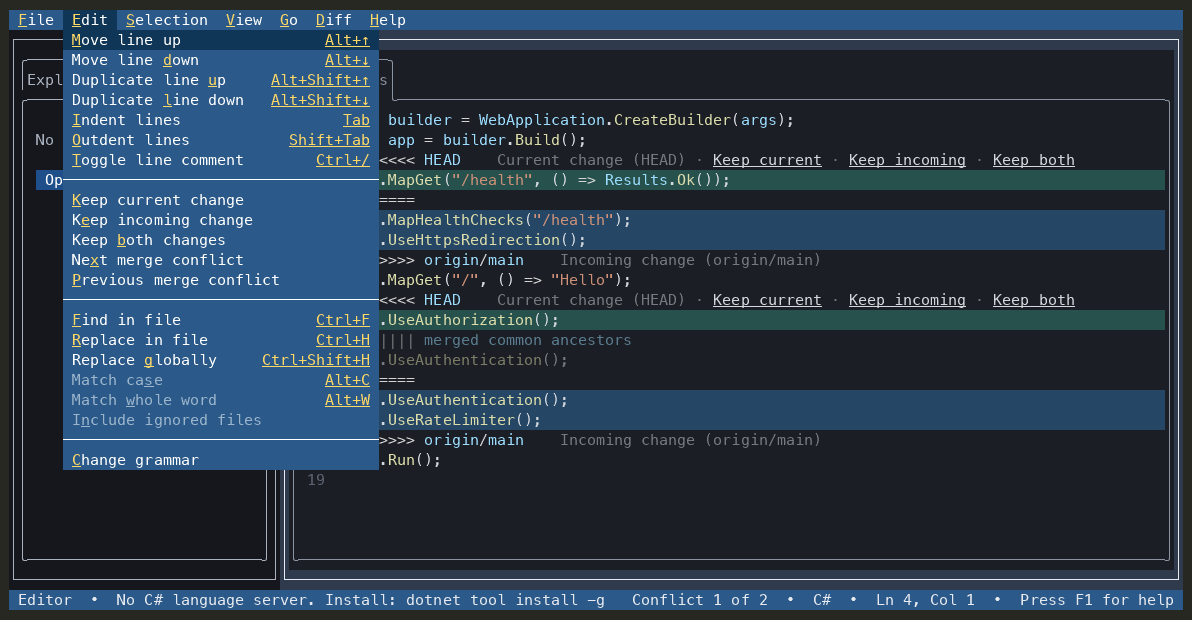 File Edit Selection View Go Diff Help
Move line up Alt+↑
Move line down Alt+↓
Expl s
Duplicate line up Alt+Shift+↑
Duplicate line down Alt+Shift+↓
Indent lines Tab builder = WebApplication.CreateBuilder(args);
No Outdent lines Shift+Tab app = builder.Build();
Toggle line comment Ctrl+/ <<<< HEAD Current change (HEAD) · Keep current · Keep incoming · Keep both
Op .MapGet("/health", () => Results.Ok());
Keep current change ====
Keep incoming change .MapHealthChecks("/health");
Keep both changes .UseHttpsRedirection();
Next merge conflict >>>> origin/main Incoming change (origin/main)
Previous merge conflict .MapGet("/", () => "Hello");
<<<< HEAD Current change (HEAD) · Keep current · Keep incoming · Keep both
Find in file Ctrl+F .UseAuthorization();
Replace in file Ctrl+H |||| merged common ancestors
Replace globally Ctrl+Shift+H .UseAuthentication();
Match case Alt+C ====
Match whole word Alt+W .UseAuthentication();
Include ignored files .UseRateLimiter();
>>>> origin/main Incoming change (origin/main)
Change grammar .Run();
19
Editor • No C# language server. Install: dotnet tool install -g Conflict 1 of 2 • C# • Ln 4, Col 1 • Press F1 for help